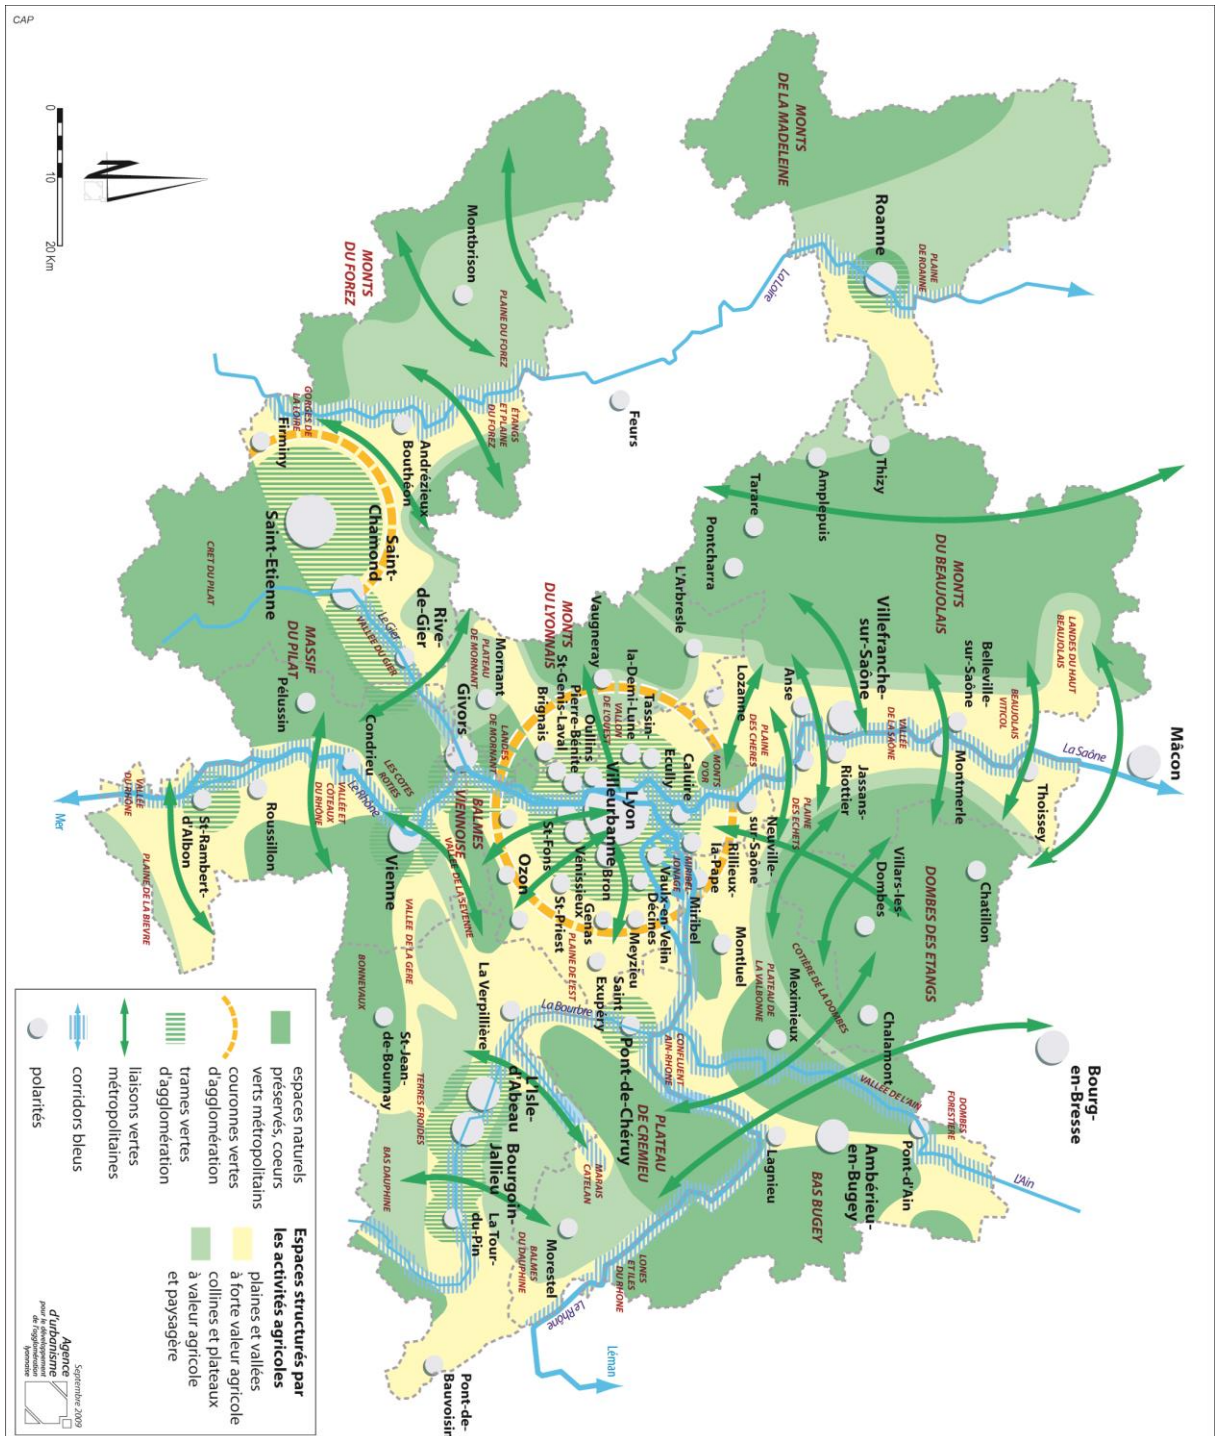 CAP
0
10
20 Km
N
MONTS
DE LA MADELEINE
Roanne
PLAINE
DE ROANNE
La Loire
MONTS
DU FOREZ
Montbrison
PLAINE DU FOREZ
ÉTANGS
ET PLAINE
DU FOREZ
Feurs
GORGES DE
LA LOIRE
Firminy
Andrézieux
Bouthéon
Saint-Etienne
Saint-
Chamond
Le Gier
VALLÉE DU GIER
Rive-
de-Gier
CRET DU PILAT
MASSIF
DU PILAT
Pélussin
Thizy
Amplepuis
Tarare
Pontcharra
L'Arbresle
MONTS
DU BEAUJOLAIS
LANDES DU HAUT
BEAUJOLAIS
Mâcon
La Saône
BEAUJOLAIS
VITICOL
Belleville-
sur-Saône
Villefranche-
sur-Saône
VALLÉE
DE LA SAÔNE
Thoissey
Montmerle
Jassans-
Riottier
Anse
Lozanne
PLAINE
DES CHERES
MONTS
D'OR
PLAINE
DES ECHETS
Neuville-
sur-Saône
MONTS
DU LYONNAIS
Vaugneray
VALLON
DE L'OUEST
Tassin-
la-Demi-Lune
Ecully
Caluire
Oullins
Pierre-Bénite
St-Genis-Laval
Brignais
Mornant
PLATEAU
DE MORNANT
LANDES
DE MORNANT
Givors
Lyon
Villeurbanne
Bron
Vénissieux
St-Fons
St-Priest
Ozon
BALMES
VIENNOISE
VALLÉE DE LA SEVENNE
Rillieux-
la-Pape
MIRIBEL
JONAGE
Miribel
Vaulx-en-Velin
Décines
Meyzieu
Genas
PLAINE DE L'EST
Saint
Exupéry
Montluel
Chatillon
DOMBES DES ETANGS
Villars-les-
Dombes
Chalamont
COTIÈRE DE LA DOMBES
PLATEAU DE
LA VALBONNE
Meximieux
Bourg-
en-Bresse
DOMBES
FORESTIÈRE
VALLÉE DE L'AIN
L'Ain
Pont-d'Ain
Ambérieu-
en-Bugey
BAS BUGEY
Lagnieu
CONFLUENT
AIN-RHÔNE
Pont-de-Chéruy
PLATEAU
DE CREMIEU
La Bourbre
La Verpillière
L'Isle-
d'Abeau
Bourgoin-
Jallieu
MARAIS
CATELAN
La Tour-
du-Pin
Morestel
BALMES
DU DAUPHINE
LONES
ET ILES
DU RHONE
Le Rhône
Léman
Pont-de-
Bauvoisin
TERRES FROIDES
BAS DAUPHINE
St-Jean-
de-Bournay
BONNEVAUX
VALLEE DE LA GERE
Vienne
LES COTES
ROTIES
Le Rhône
Condrieu
VALLÉE ET
COTEAUX
DU RHÔNE
Roussillon
St-Rambert-
d'Albon
VALLÉE
DU RHÔNE
PLAINE DE LA BIEVRE
Mer
espaces naturels
préservés, coeurs
verts métropolitains
couronnes vertes
d'agglomération
trames vertes
d'agglomération
liaisons vertes
métropolitaines
corridors bleus
polarités
Espaces structurés par
les activités agricoles
plaines et vallées
à forte valeur agricole
collines et plateaux
à valeur agricole
et paysagère
Septembre 2009
Agence
d'urbanisme
pour le développement
de l'agglomération
lyonnaise